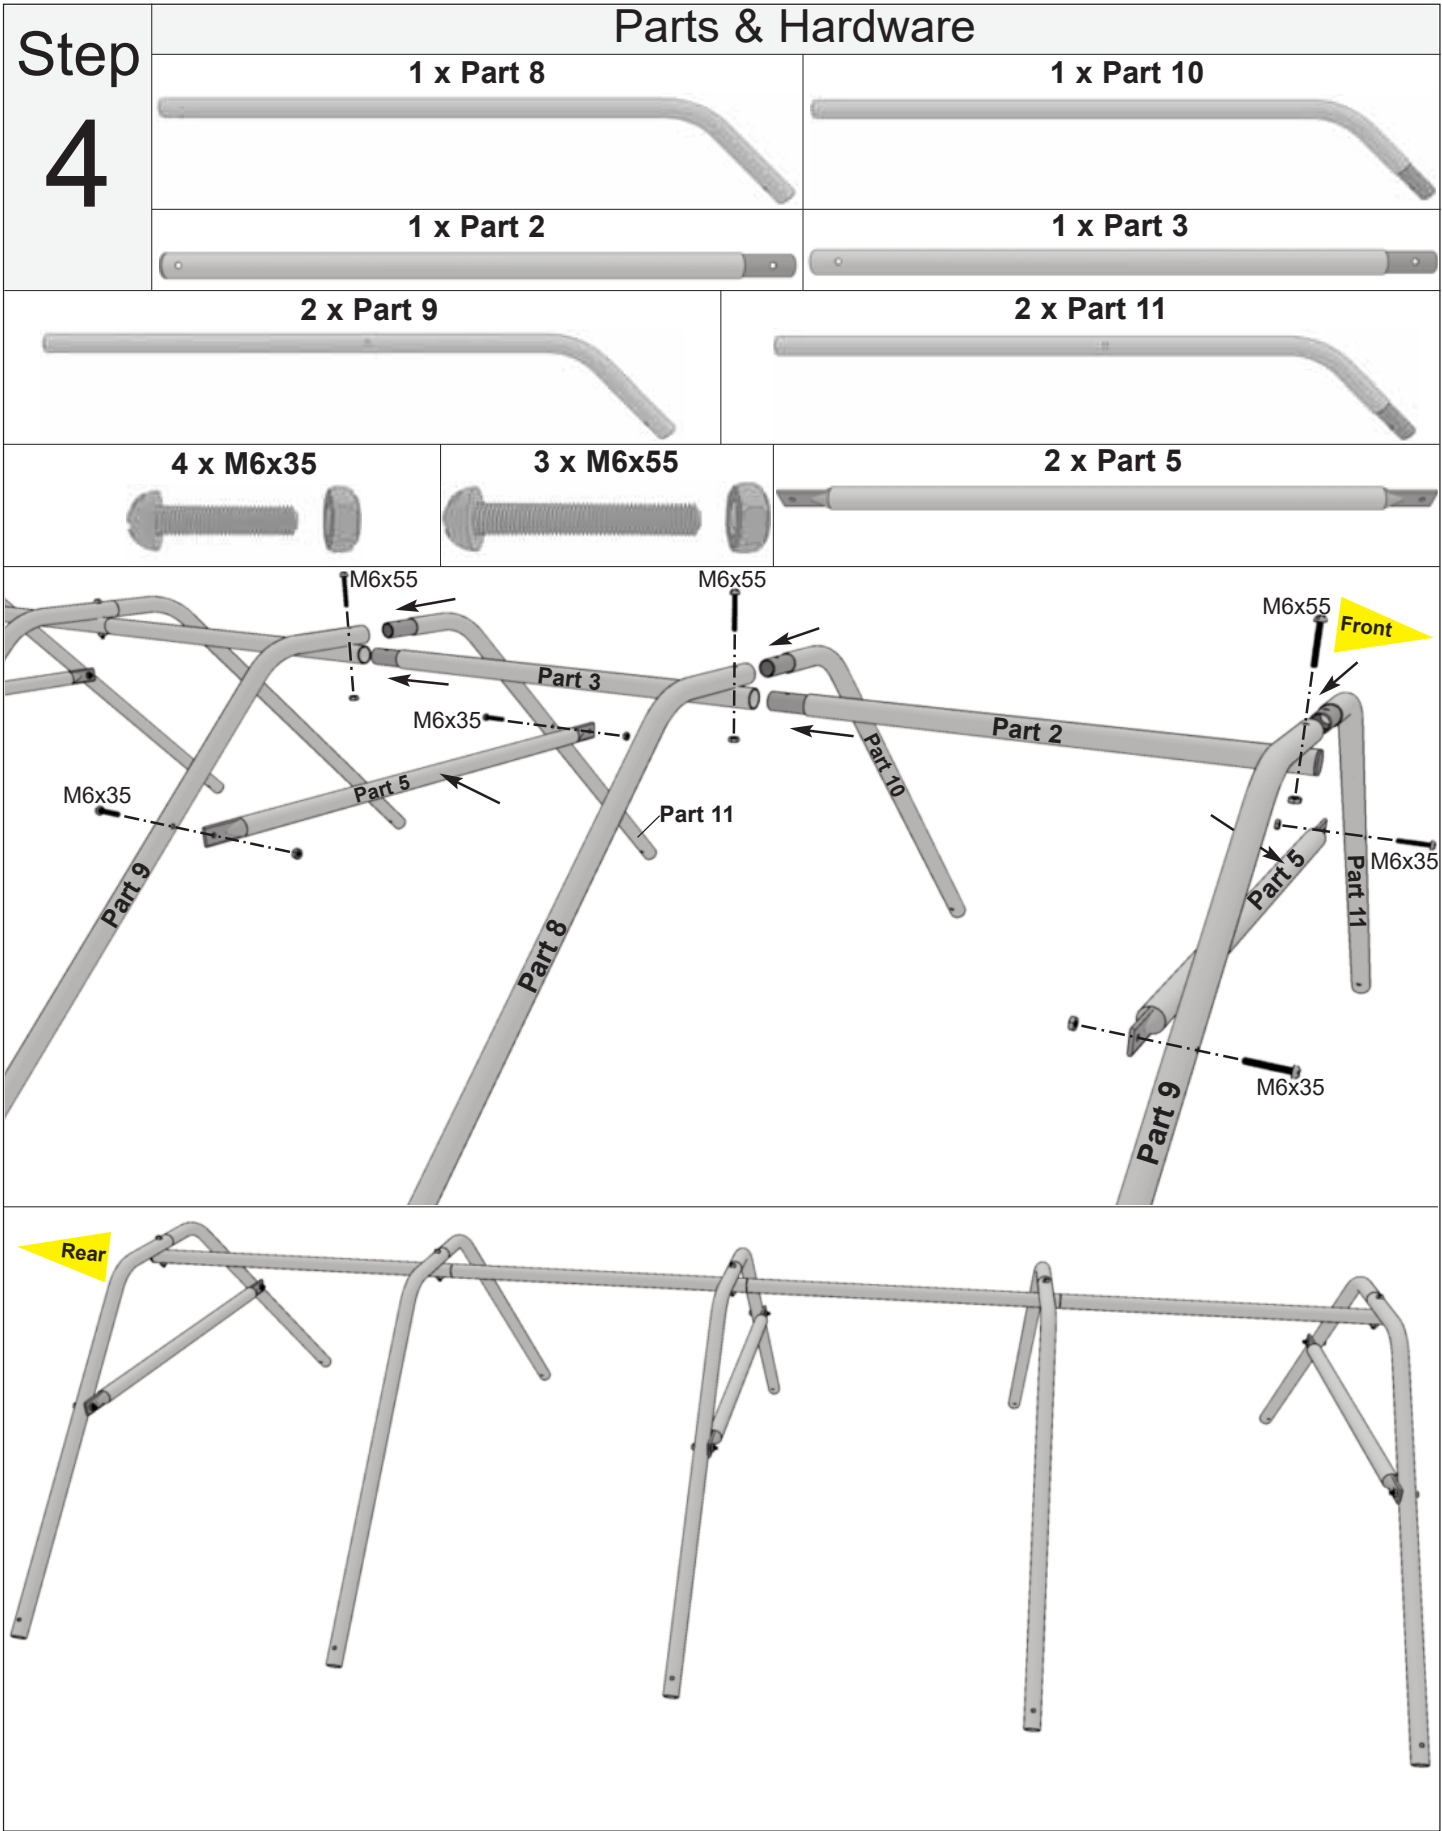 Parts & Hardware
Step
4
1 x Part 8
1 x Part 10
1 x Part 2
1 x Part 3
2 x Part 9
2 x Part 11
4 x M6x35
3 x M6x55
2 x Part 5
M6x55
M6x55
M6x55
Front
Part 3
M6x35
Part 2
Part 10
M6x35
Part 5
Part 11
M6x35
Part 5
Part 11
Part 9
Part 8
M6x35
Part 9
Rear